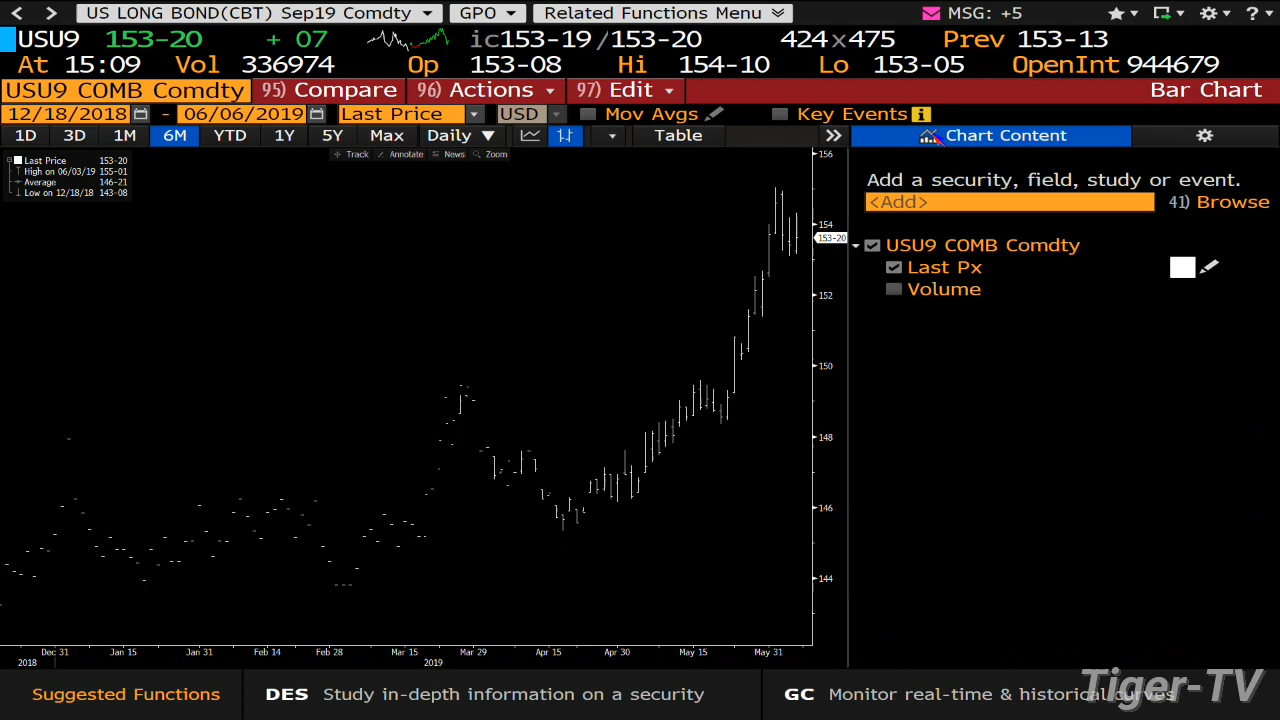 US LONG BOND(CBT) Sep19 Comdty GPO Related Functions Menu MSG: +5 ?
USU9 153-20 + 07 ic153-19/153-20 424x475 Prev 153-13
At 15:09 Vol 336974 Op 153-08 Hi 154-10 Lo 153-05 OpenInt 944679
USU9 COMB Comdty 95) Compare 96) Actions 97) Edit Bar Chart
12/18/2018 - 06/06/2019 Last Price USD Mov Avgs Key Events i
1D 3D 1M 6M YTD 1Y 5Y Max Daily Table Chart Content
Track Annotate News Zoom
Last Price 153-20
High on 06/03/19 155-01
Average 146-21
Low on 12/18/18 143-08
156
154
153-20
152
150
148
146
144
Dec 31 Jan 15 Jan 31 Feb 14 Feb 28 Mar 15 Mar 29 Apr 15 Apr 30 May 15 May 31
2018 2019
Add a security, field, study or event.
<Add> 41) Browse
USU9 COMB Comdty
Last Px
Volume
Suggested Functions DES Study in-depth information on a security GC Monitor real-time & historical curves
Tiger-TV